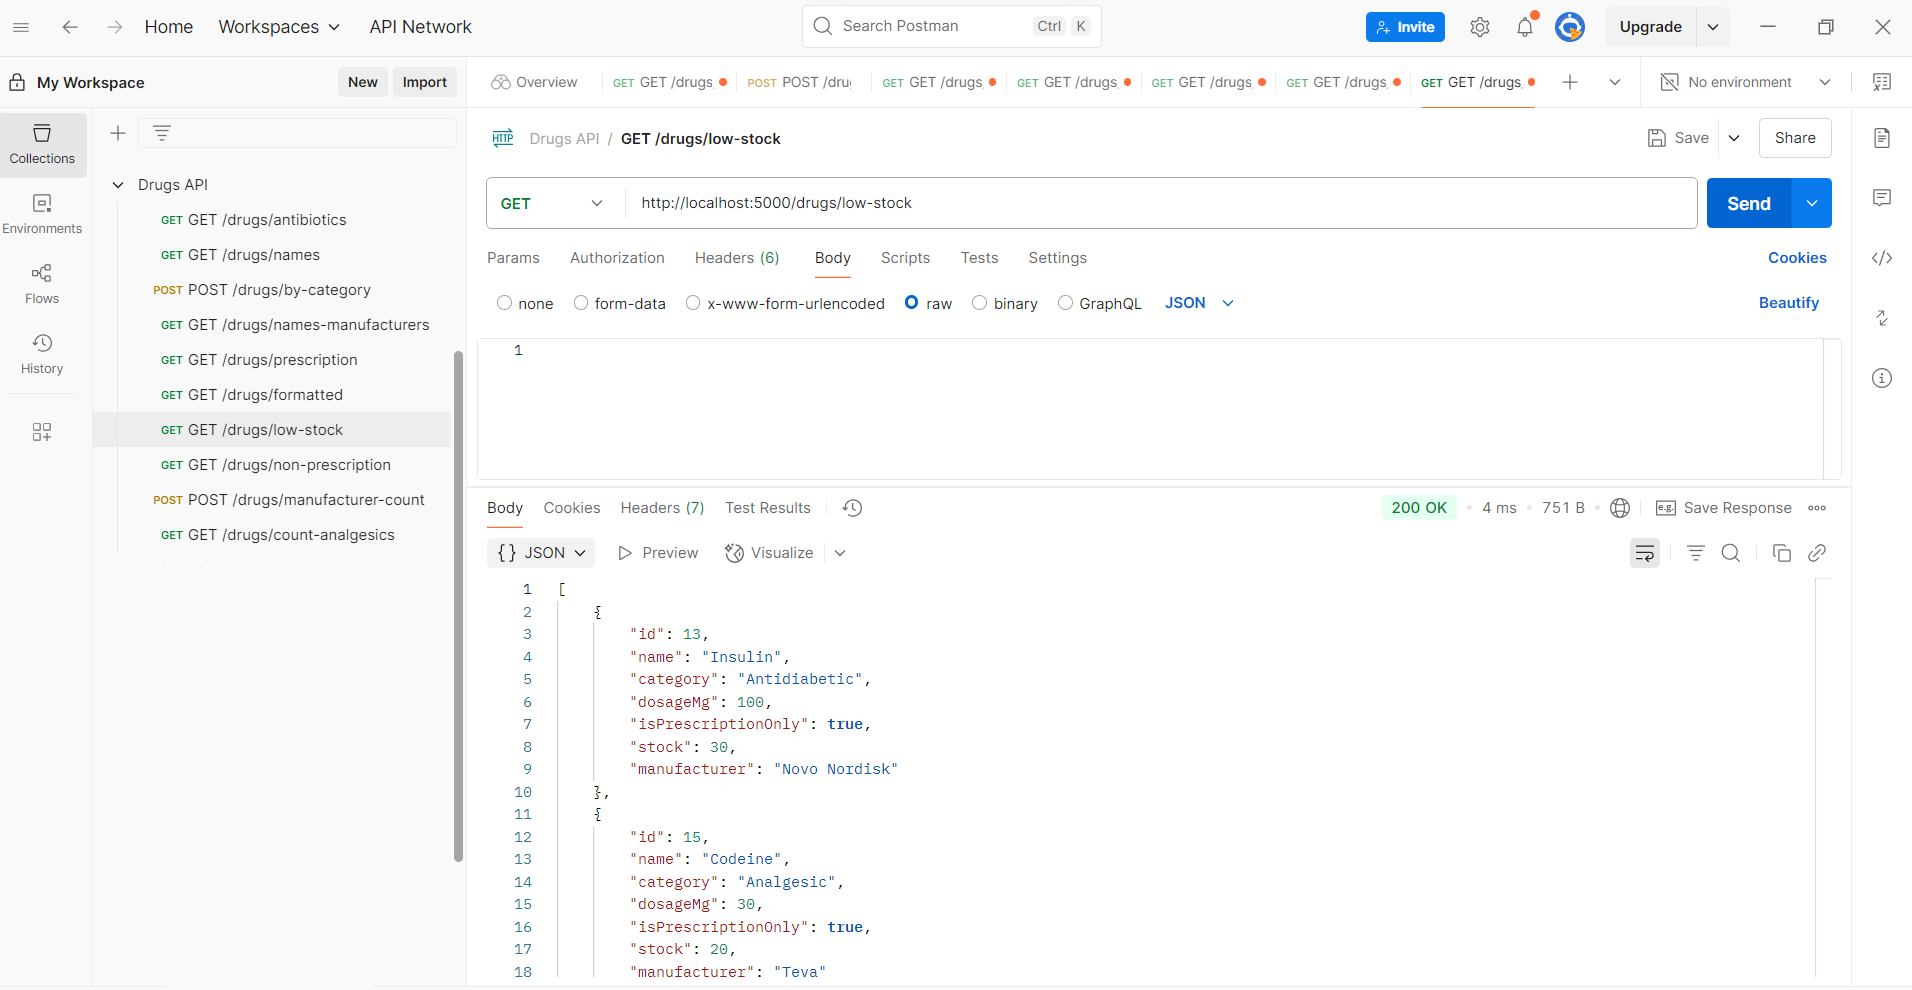 Home Workspaces API Network Search Postman Ctrl K Invite Upgrade
My Workspace New Import Overview GET GET /drugs, POST POST /dru GET GET /drugs, GET GET /drugs, GET GET /drugs, GET GET /drugs, GET GET /drugs, No environment
Collections
Environments
Flows
History
Drugs API
GET GET /drugs/antibiotics
GET GET /drugs/names
POST POST /drugs/by-category
GET GET /drugs/names-manufacturers
GET GET /drugs/prescription
GET GET /drugs/formatted
GET GET /drugs/low-stock
GET GET /drugs/non-prescription
POST POST /drugs/manufacturer-count
GET GET /drugs/count-analgesics
HTTP Drugs API / GET /drugs/low-stock Save Share
GET http://localhost:5000/drugs/low-stock Send
Params Authorization Headers (6) Body Scripts Tests Settings Cookies
none form-data x-www-form-urlencoded raw binary GraphQL JSON Beautify
1
Body Cookies Headers (7) Test Results 200 OK • 4 ms • 751 B • e.g. Save Response
{} JSON Preview Visualize
1 [
2 {
3 "id": 13,
4 "name": "Insulin",
5 "category": "Antidiabetic",
6 "dosageMg": 100,
7 "isPrescriptionOnly": true,
8 "stock": 30,
9 "manufacturer": "Novo Nordisk"
10 },
11 {
12 "id": 15,
13 "name": "Codeine",
14 "category": "Analgesic",
15 "dosageMg": 30,
16 "isPrescriptionOnly": true,
17 "stock": 20,
18 "manufacturer": "Teva"